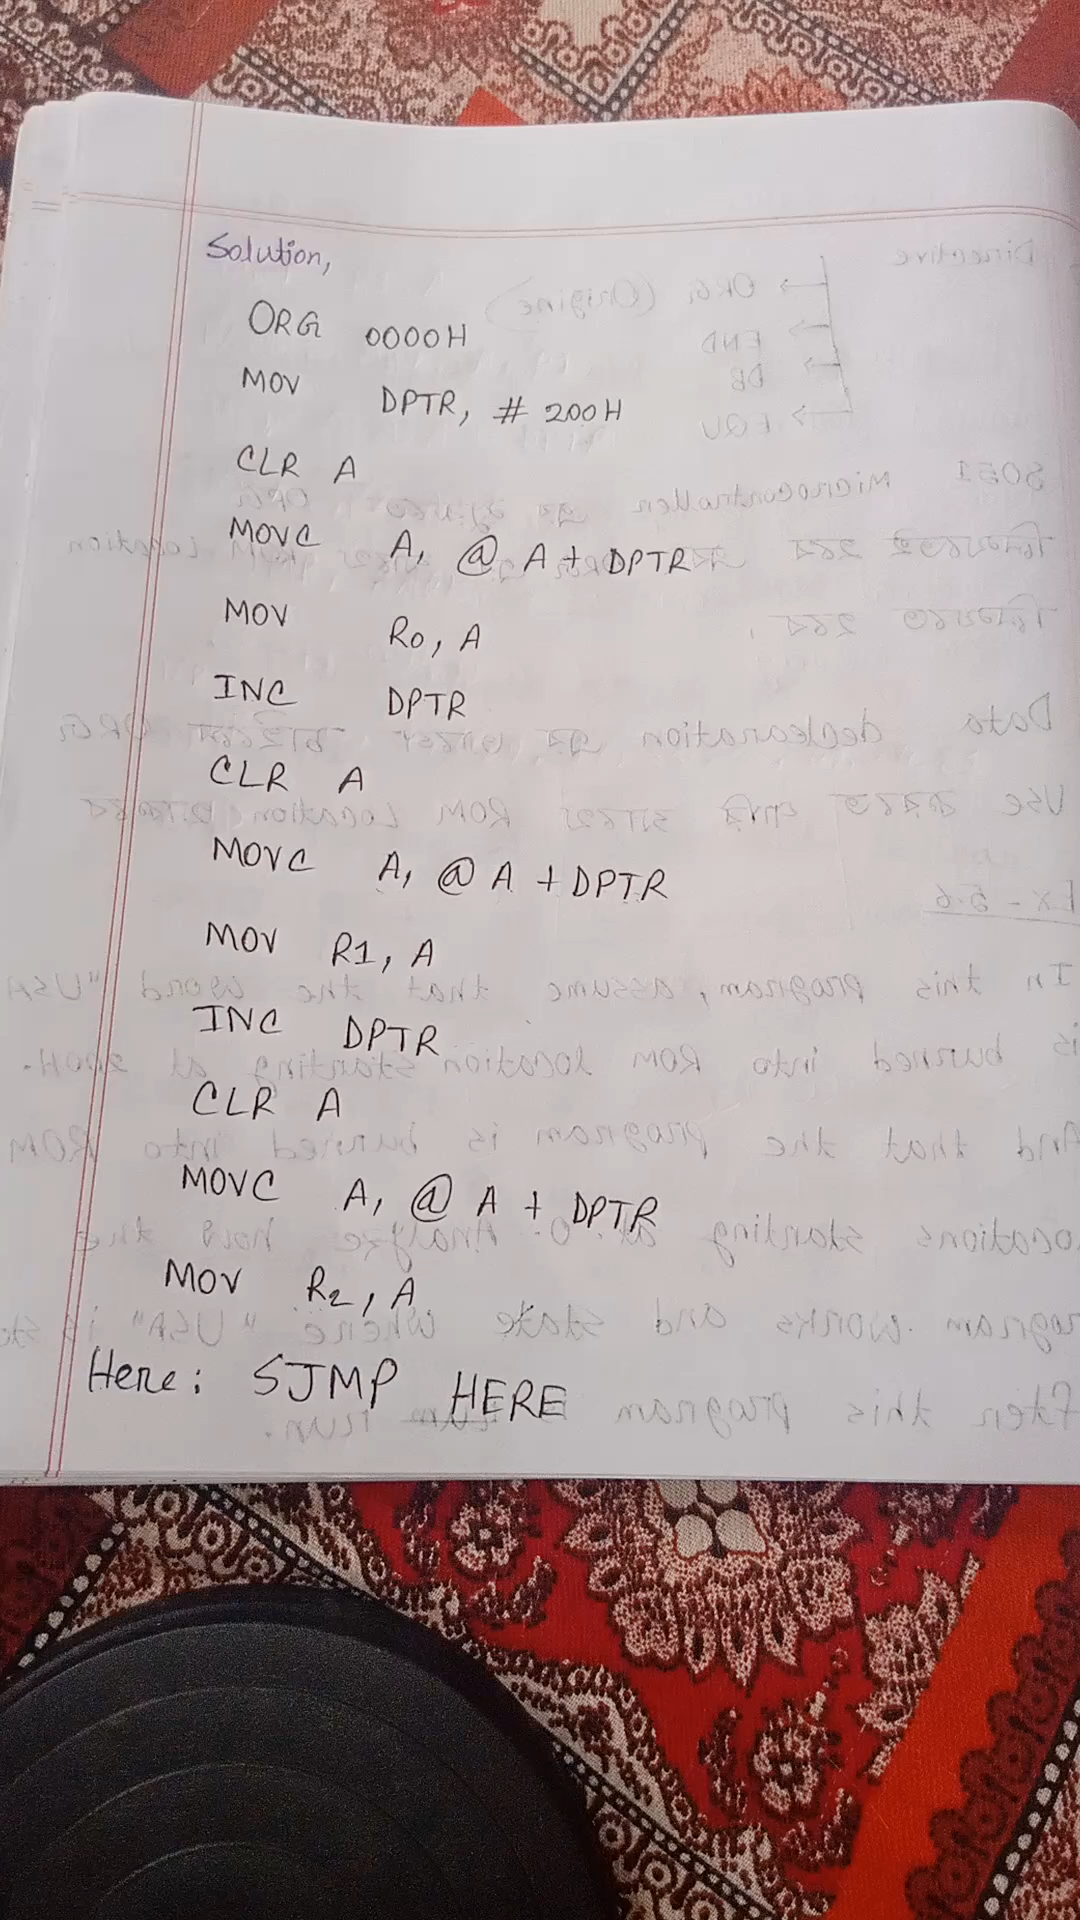 Solution,
ORG 0000H
MOV DPTR, # 200H
CLR A
MOVC A, @ A + DPTR
MOV R0, A
INC DPTR
CLR A
MOVC A, @ A + DPTR
MOV R1, A
INC DPTR
CLR A
MOVC A, @ A + DPTR
MOV R2, A
Here: SJMP HERE